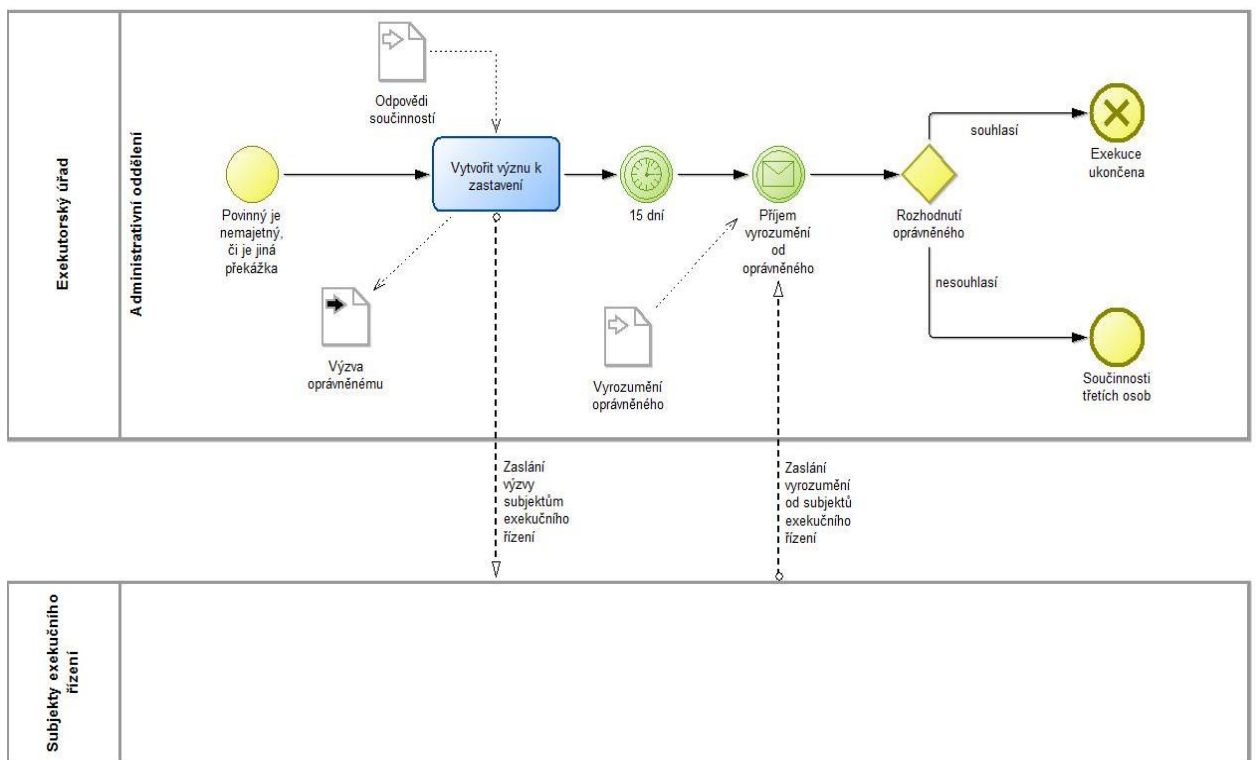 Exekutorský úřad
Administrativní oddělení
Odpovědi
součinností
Povinný je
nemajetný,
či je jiná
překážka
Vytvořit význu k
zastavení
Výzva
oprávněnému
15 dní
Příjem
vyrozumění
od
oprávněného
Vyrozumění
oprávněného
Rozhodnutí
oprávněného
souhlasí
Exekuce
ukončena
nesouhlasí
Součinnosti
třetích osob
Zaslání
výzvy
subjektům
exekučního
řízení
Zaslání
vyrozumění
od subjektů
exekučního
řízení
Subjekty exekučního
řízení